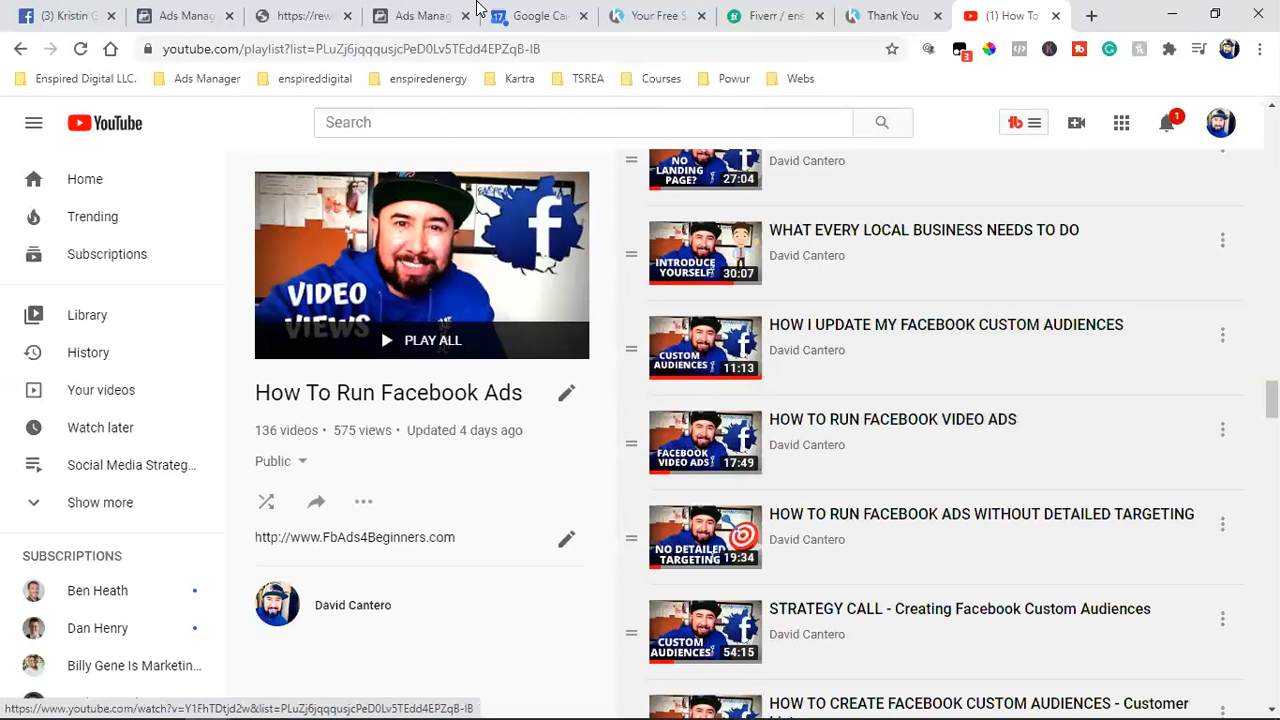 (3) Kristin G
Ads Manag
https://rew
Ads Manag
Google Ca
Your Free S
Fiverr / ens
Thank You
(1) How To
youtube.com/playlist?list=PLuZj6jqqqusjcPeD0Lv5TEdd4EPZqB-IB
3
Enspired Digital LLC.
Ads Manager
enspireddigital
enspiredenergy
Kartra
TSREA
Courses
Powur
Webs
YouTube
Search
1
Home
Trending
Subscriptions
Library
History
Your videos
Watch later
Social Media Strateg...
Show more
SUBSCRIPTIONS
Ben Heath
Dan Henry
Billy Gene Is Marketin...
VIDEO
VIEWS
PLAY ALL
How To Run Facebook Ads
136 videos • 575 views • Updated 4 days ago
Public
http://www.FbAds4Beginners.com
David Cantero
NO
LANDING
PAGE?
27:04
David Cantero
INTRODUCE
YOURSELF
30:07
WHAT EVERY LOCAL BUSINESS NEEDS TO DO
David Cantero
CUSTOM
AUDIENCES
11:13
HOW I UPDATE MY FACEBOOK CUSTOM AUDIENCES
David Cantero
FACEBOOK
VIDEO ADS
17:49
HOW TO RUN FACEBOOK VIDEO ADS
David Cantero
NO DETAILED
TARGETING
19:34
HOW TO RUN FACEBOOK ADS WITHOUT DETAILED TARGETING
David Cantero
CUSTOM
AUDIENCES
54:15
STRATEGY CALL - Creating Facebook Custom Audiences
David Cantero
HOW TO CREATE FACEBOOK CUSTOM AUDIENCES - Customer
https://www.youtube.com/watch?v=Y1FhTDtjd2w&list=PLuZj6jqqqusjcPeD0Lv5TEdd4EPZqB-IB